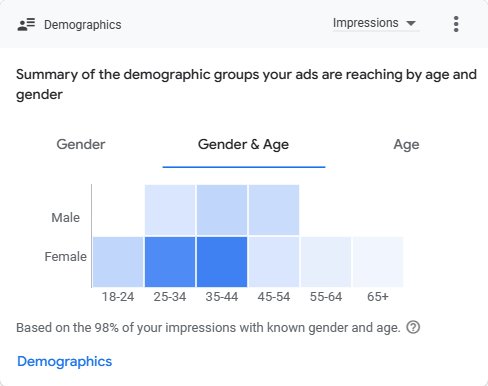 Demographics
Impressions
Summary of the demographic groups your ads are reaching by age and
gender
Gender
Gender & Age
Age
Male
Female
18-24 25-34 35-44 45-54 55-64 65+
Based on the 98% of your impressions with known gender and age. ?
Demographics